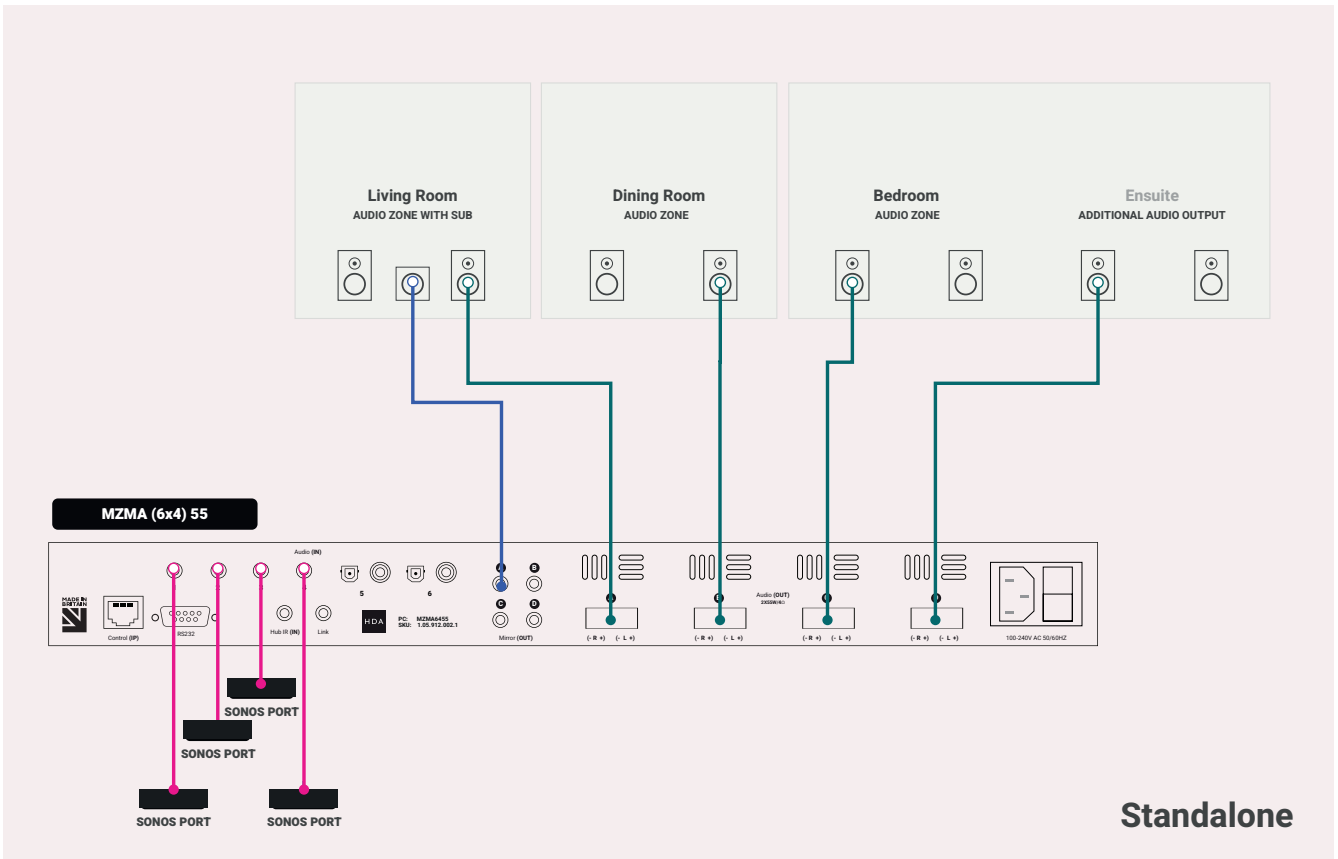 Living Room
AUDIO ZONE WITH SUB
Dining Room
AUDIO ZONE
Bedroom
AUDIO ZONE
Ensuite
ADDITIONAL AUDIO OUTPUT
MZMA (6x4) 55
Audio (IN)
5
6
A
B
C
D
Mirror (OUT)
Audio (OUT)
2X55W/8Ω
MADE IN
BRITAIN
Control (IP)
RS232
Hub IR (IN)
Link
HDA
PC: MZMA6455
SKU: 1.05.912.002.1
(- R +) (- L +)
(- R +) (- L +)
(- R +) (- L +)
(- R +) (- L +)
100-240V AC 50/60HZ
SONOS PORT
SONOS PORT
SONOS PORT
SONOS PORT
Standalone